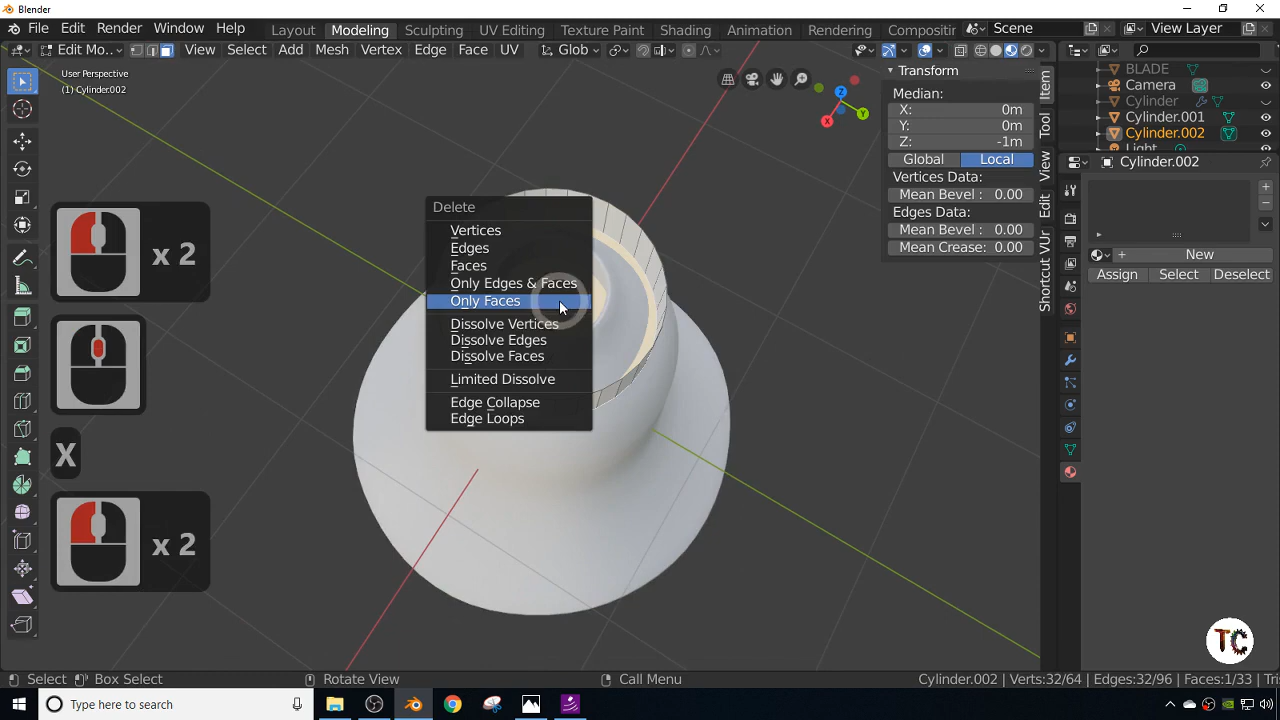 Blender
File Edit Render Window Help Layout Modeling Sculpting UV Editing Texture Paint Shading Animation Rendering Scene View Layer
Edit Mo... View Select Add Mesh Vertex Edge Face UV Glob
User Perspective
(1) Cylinder.002
x 2
X
x 2
Delete
Vertices
Edges
Faces
Only Edges & Faces
Only Faces
Dissolve Vertices
Dissolve Edges
Dissolve Faces
Limited Dissolve
Edge Collapse
Edge Loops
Z
Y
X
Transform
Median:
X: 0m
Y: 0m
Z: -1m
Global Local
Vertices Data:
Mean Bevel : 0.00
Edges Data:
Mean Bevel : 0.00
Mean Crease: 0.00
Item
Tool
View
Edit
Shortcut VUr
BLADE
Camera
Cylinder
Cylinder.001
Cylinder.002
Light
Cylinder.002
New
Assign Select Deselect
TC
Select Box Select Rotate View Call Menu Cylinder.002 | Verts:32/64 | Edges:32/96 | Faces:1/33
Type here to search